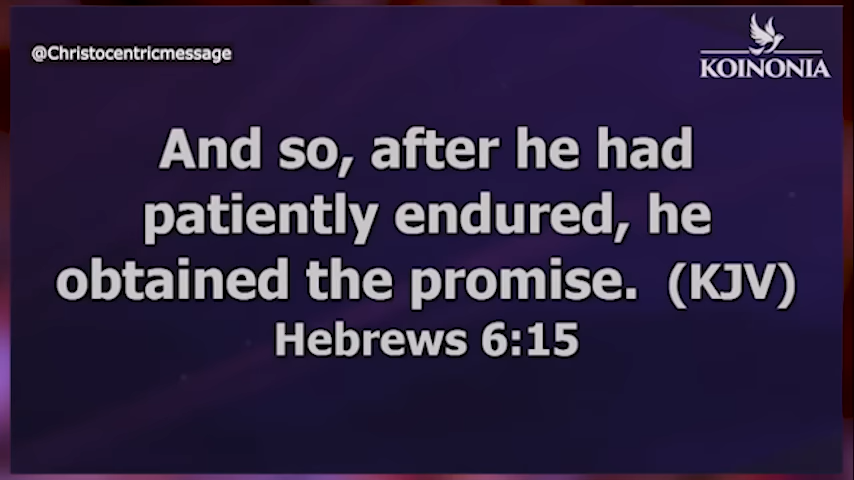 @Christocentricmessage
KOINONIA
And so, after he had
patiently endured, he
obtained the promise. (KJV)
Hebrews 6:15